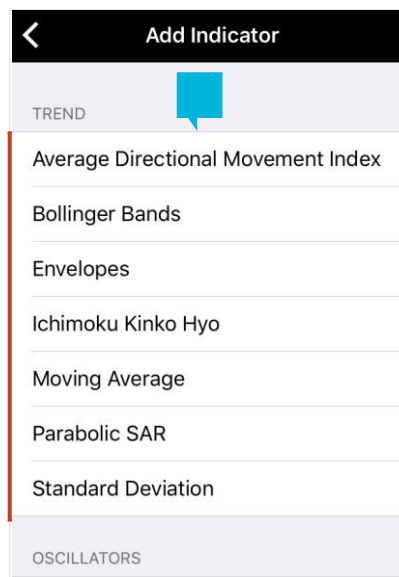 Add Indicator
TREND
Average Directional Movement Index
Bollinger Bands
Envelopes
Ichimoku Kinko Hyo
Moving Average
Parabolic SAR
Standard Deviation
OSCILLATORS